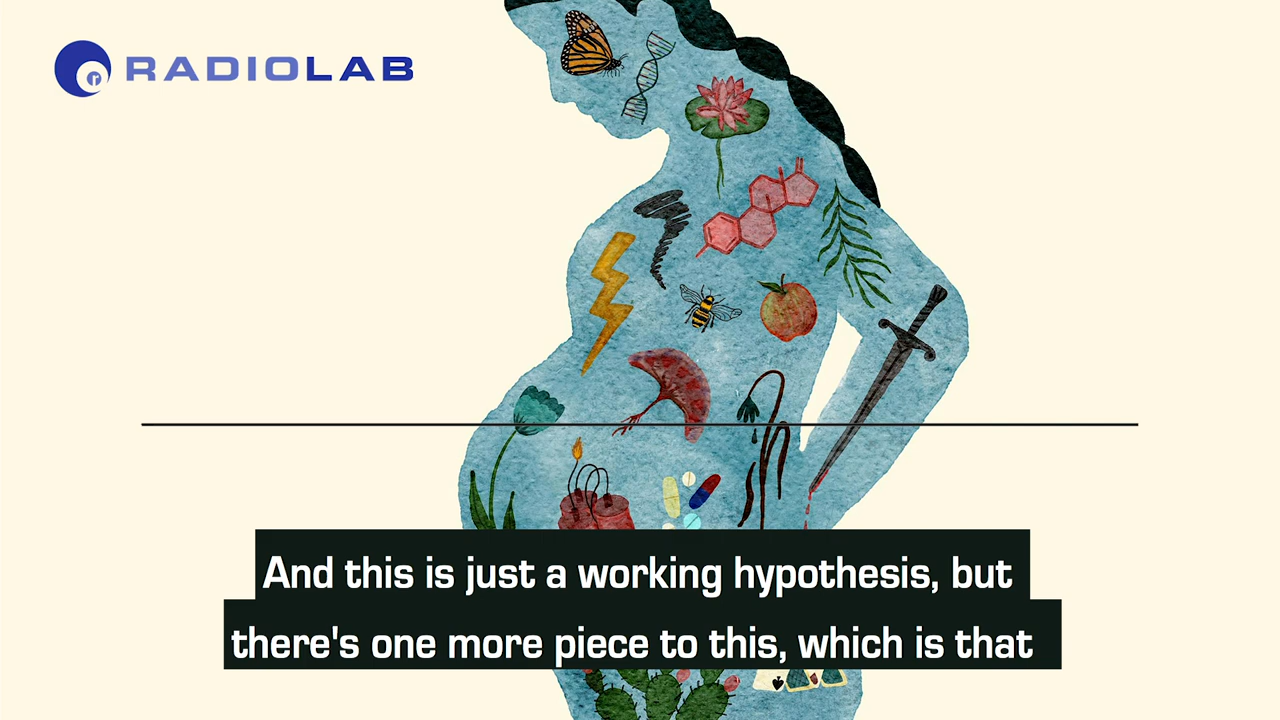 RADIOLAB
And this is just a working hypothesis, but
there's one more piece to this, which is that